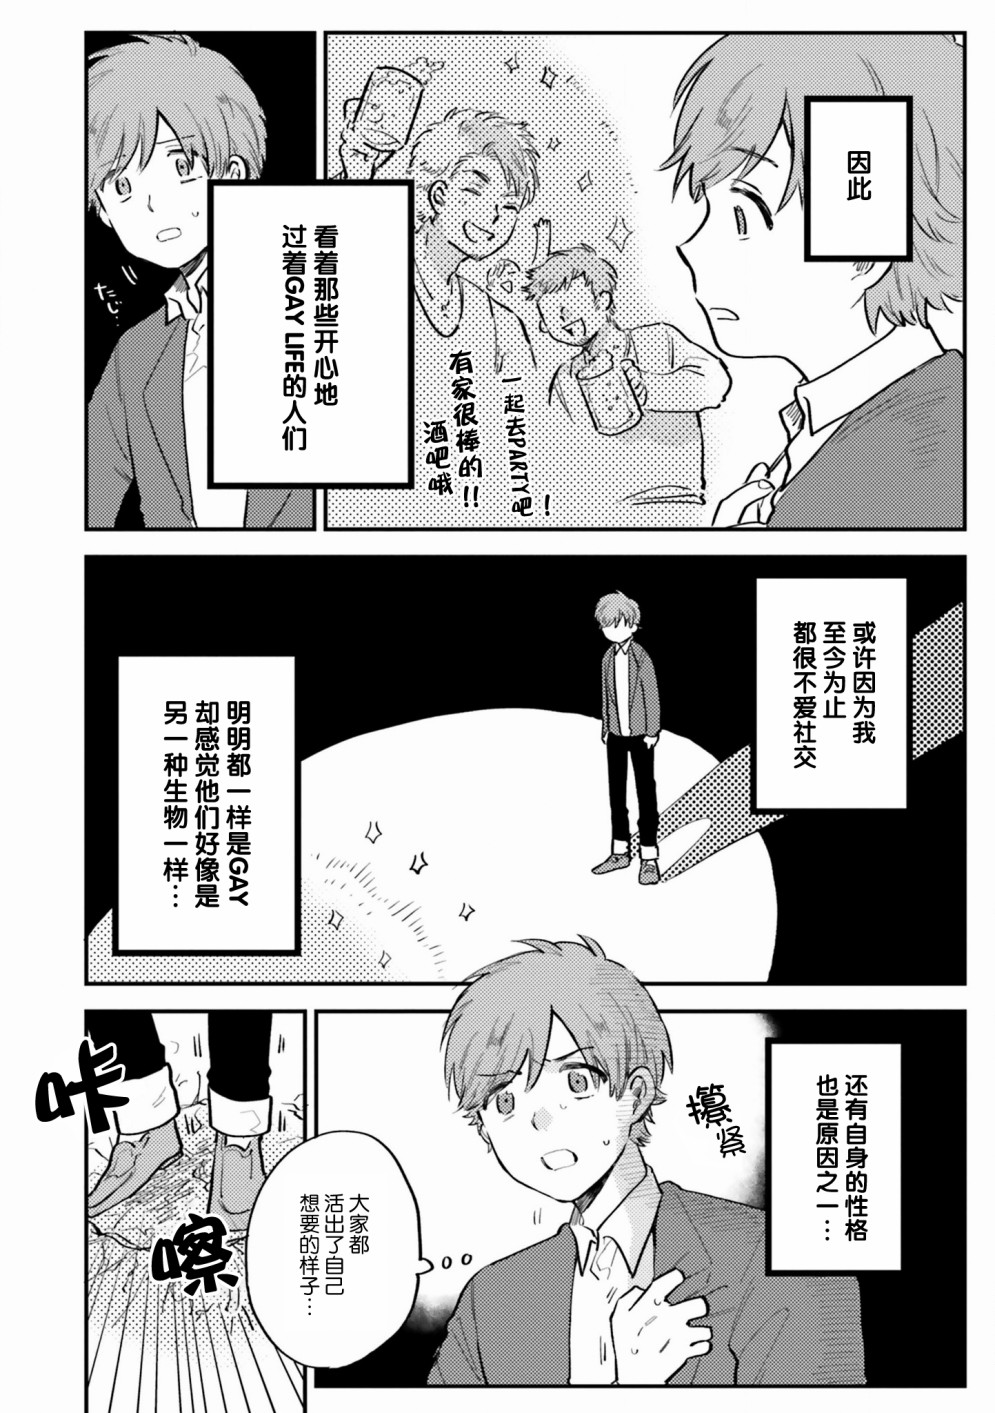 因此
一起去PARTY吧
！
有家很棒的!!
酒吧哦
看着那些开心地
过着GAY LIFE的人们
たじ
或许因为我
至今为止
都很不爱社交
明明都一样是GAY
却感觉他们好像是
另一种生物一样…
还有自身的性格
也是原因之一…
攥紧
大家都
活出了自己
想要的样子…
咔
嚓